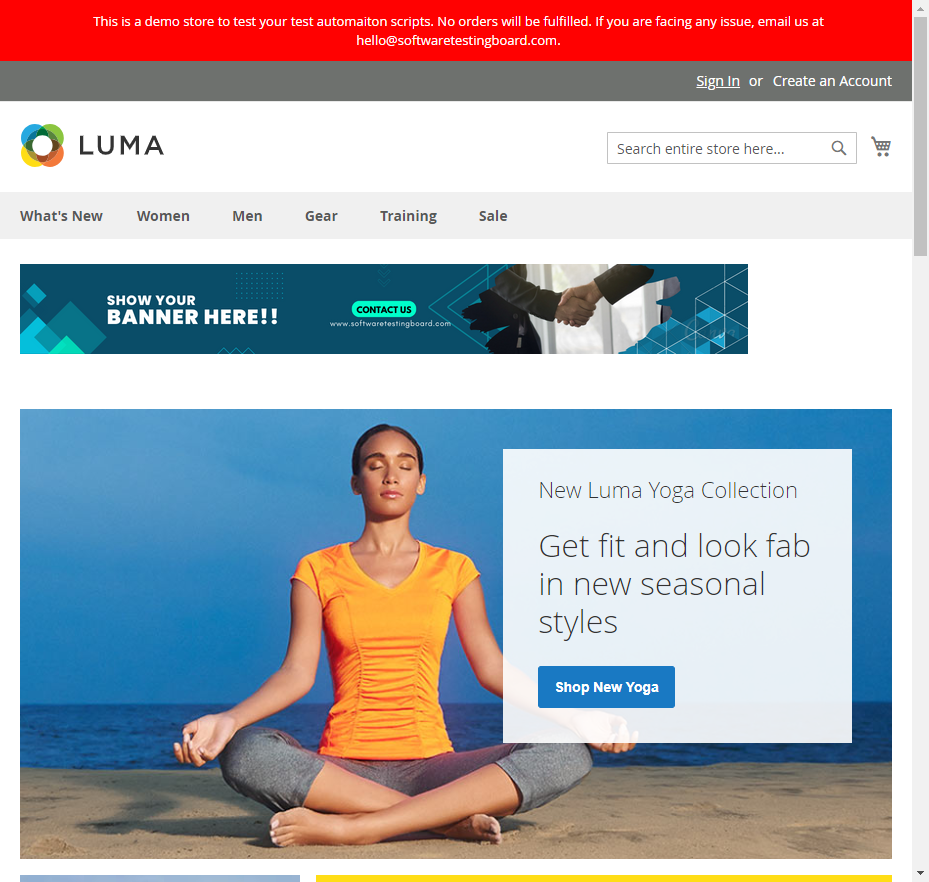 This is a demo store to test your test automaiton scripts. No orders will be fulfilled. If you are facing any issue, email us at
hello@softwaretestingboard.com.
Sign In or Create an Account
LUMA
Search entire store here...
What's New Women Men Gear Training Sale
SHOW YOUR
BANNER HERE!!
CONTACT US
www.softwaretestingboard.com
New Luma Yoga Collection
Get fit and look fab
in new seasonal
styles
Shop New Yoga